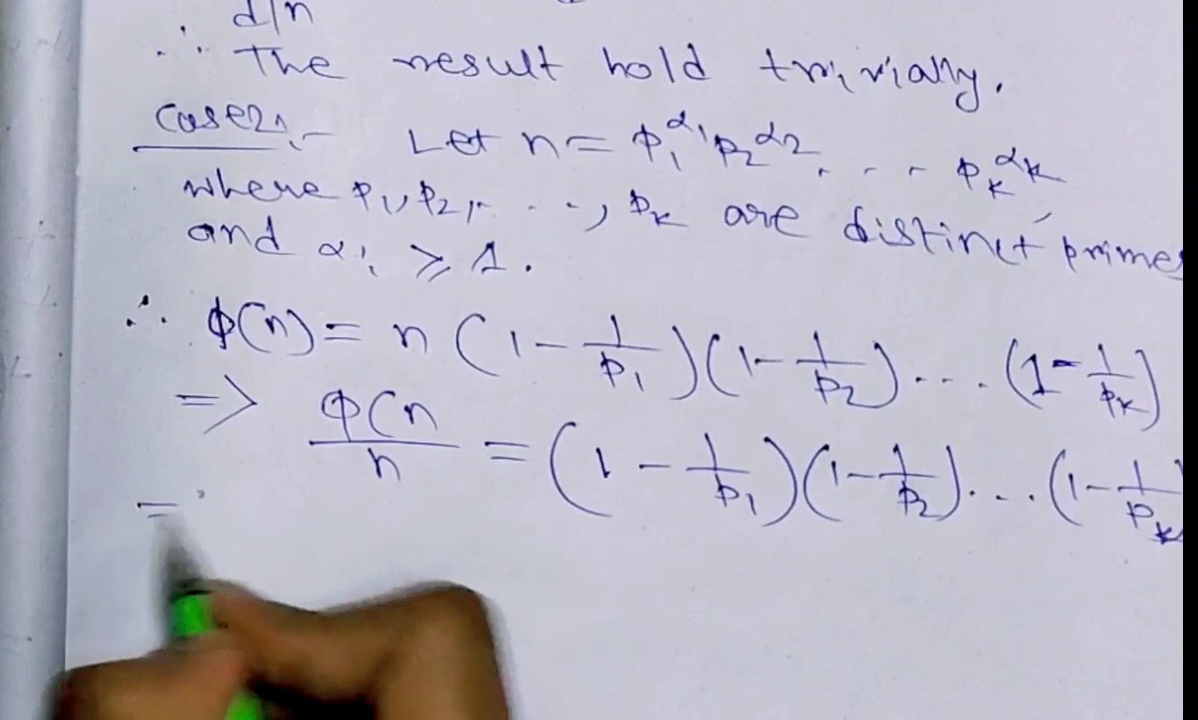 d/n
∴ The result hold trivially.
Case2:- Let n = p₁^α₁ p₂^α₂ . . . pₖ^αₖ
where p₁, p₂, . . ., pₖ are distinct primes
and αᵢ ≥ 1.
∴ φ(n) = n (1 - 1/p₁)(1 - 1/p₂) ... (1 - 1/pₖ)
=> φ(n/n = (1 - 1/p₁)(1 - 1/p₂) ... (1 - 1/pₖ
=